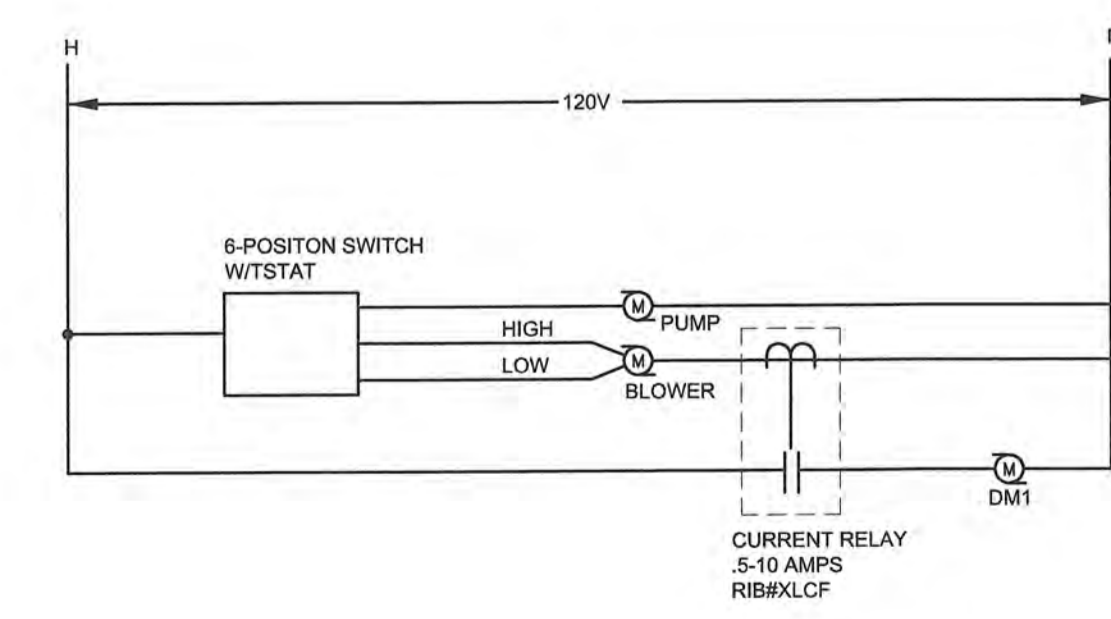 H
120V
6-POSITON SWITCH
W/TSTAT
M
PUMP
HIGH
LOW
M
BLOWER
M
DM1
CURRENT RELAY
.5-10 AMPS
RIB#XLCF